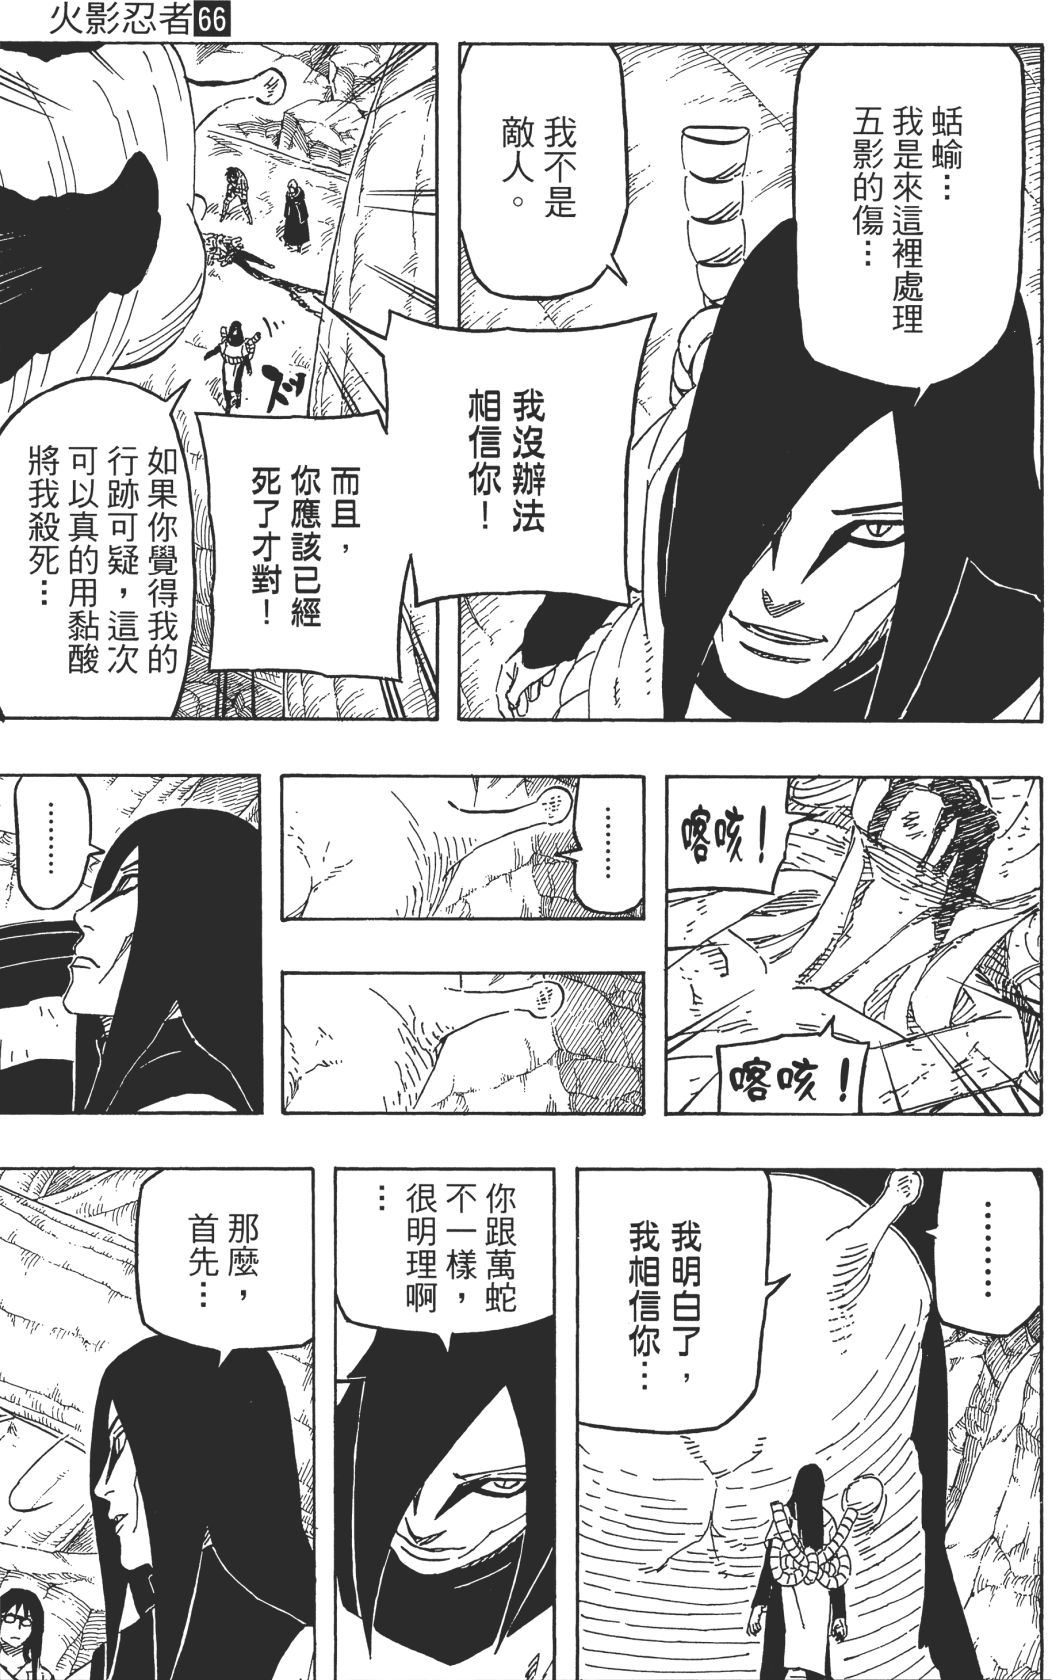 火影忍者66
蛞蝓⋯
我是來這裡處理
五影的傷⋯
我不是
敵人。
我沒辦法
相信你！
而且，
你應該已經
死了才對！
如果你覺得我的
行跡可疑，這次
可以真的用黏酸
將我殺死⋯
喀咳！
喀咳！
⋯⋯⋯
⋯⋯⋯
⋯⋯⋯
我明白了，
我相信你⋯
你跟萬蛇
不一樣，
很明理啊
⋯
那麼，
首先⋯